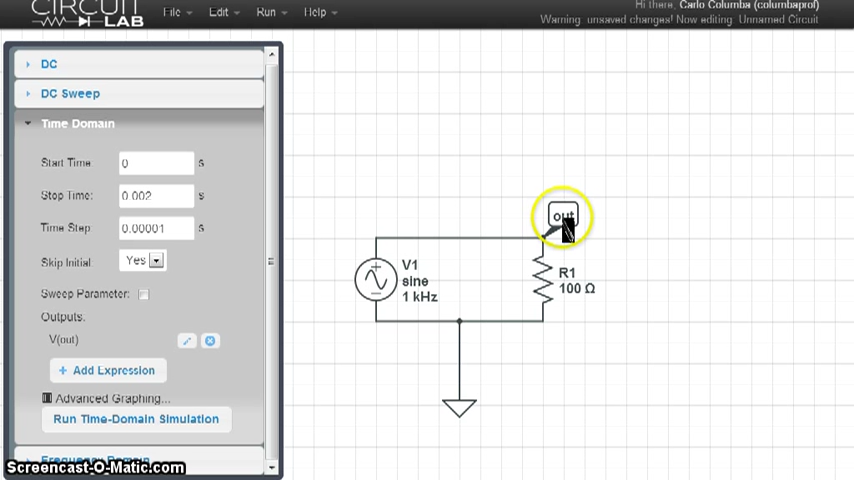 CIRCUIT
LAB
File Edit Run Help
Hi there, Carlo Columba (columbaprof)
Warning unsaved changes! Now editing Unnamed Circuit
DC
DC Sweep
Time Domain
Start Time: 0 s
Stop Time: 0.002 s
Time Step: 0.00001 s
Skip Initial: Yes
Sweep Parameter:
Outputs:
V(out)
+ Add Expression
Advanced Graphing...
Run Time-Domain Simulation
Frequency Domain
Screencast-O-Matic.com
out
V1
sine
1 kHz
R1
100 Ω